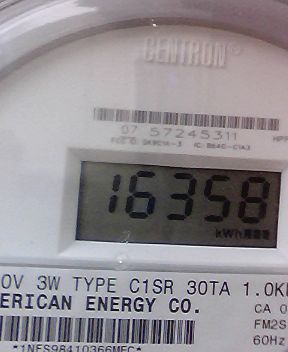 CENTRON®
07 57245311
16358
kWh
0V 3W TYPE C1SR 30TA 1.0K
ERICAN ENERGY CO.
CA 0
FM2S
60Hz
*1NES98410366MEC*